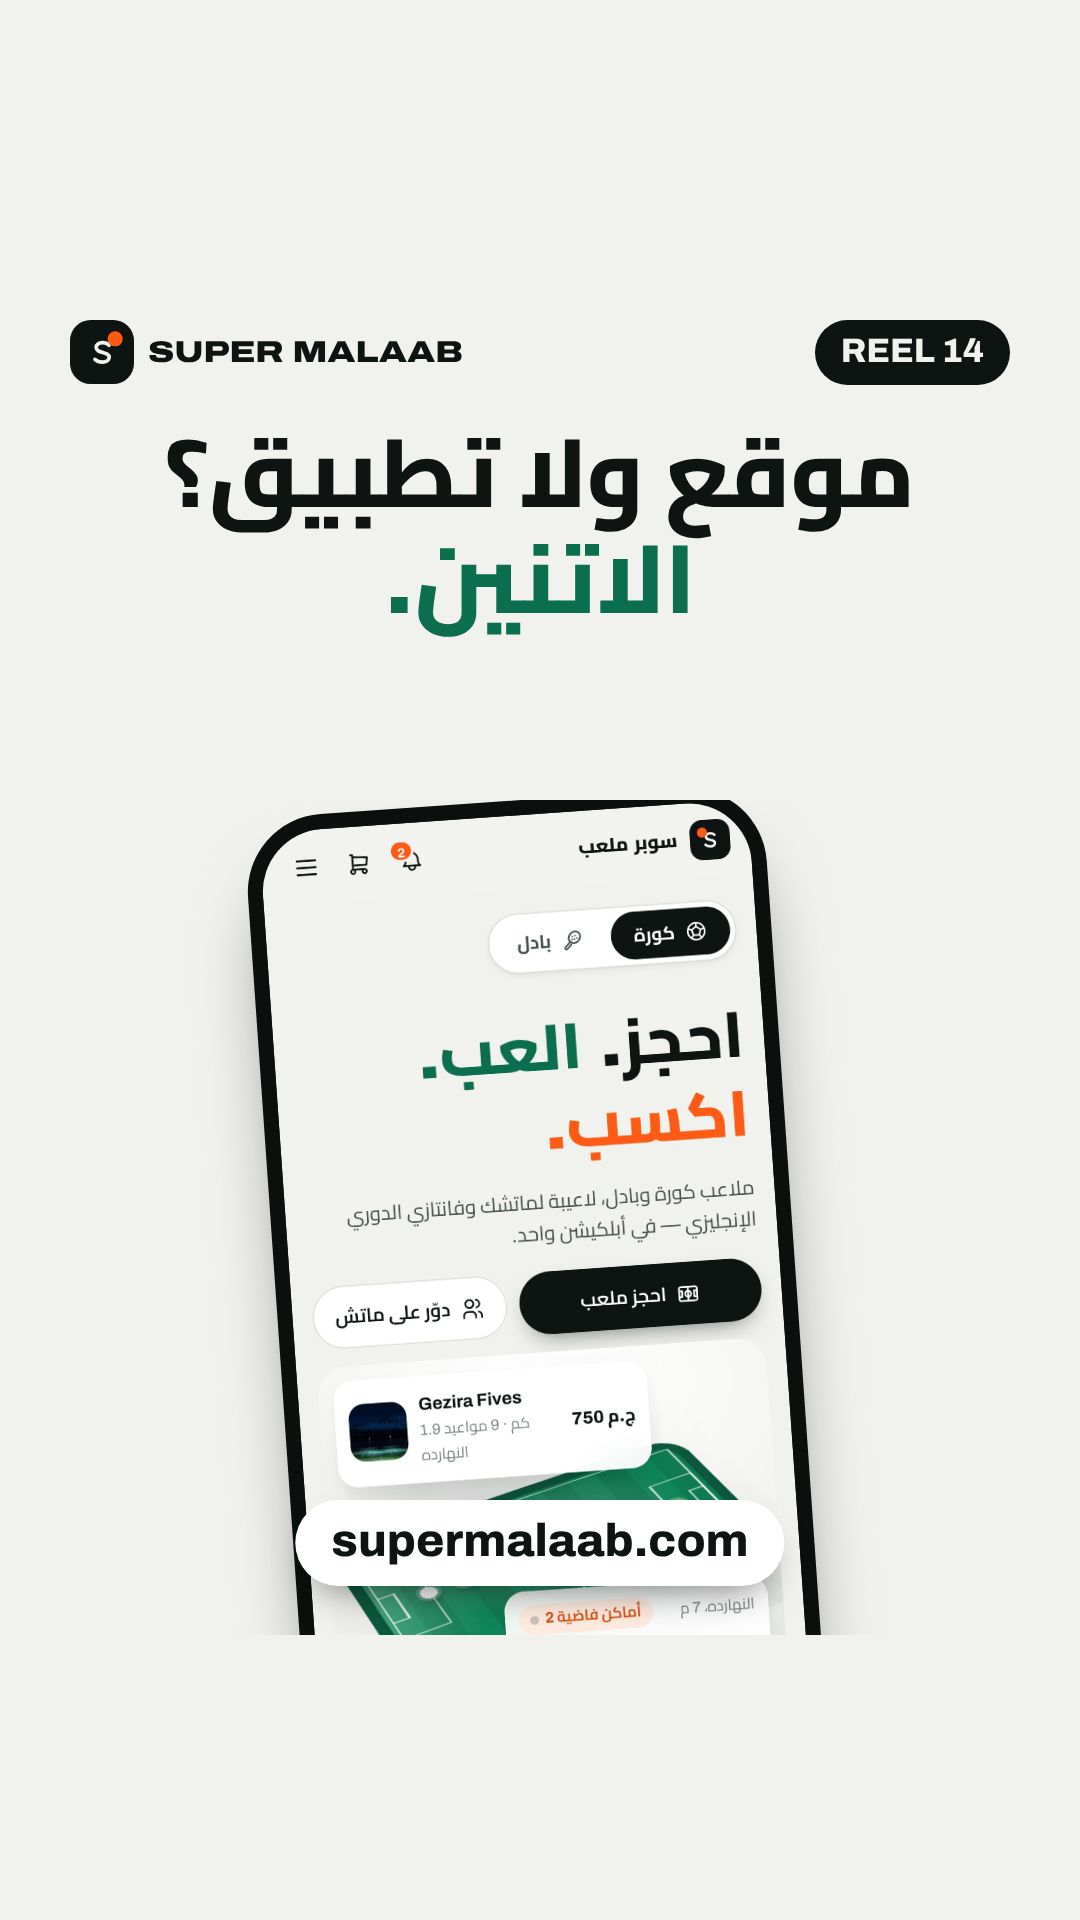 SUPER MALAAB
REEL 14
موقع ولا تطبيق؟
الاتنين.
سوبر ملعب
2
كورة
بادل
احجز. العب.
اكسب.
ملاعب كورة وبادل، لاعيبة لماتشك وفانتازي الدوري
الإنجليزي — في أبلكيشن واحد.
احجز ملعب
دوّر على ماتش
Gezira Fives
1.9 كم · 9 مواعيد
النهارده
ج.م 750
supermalaab.com
النهارده، 7 م
2 أماكن فاضية